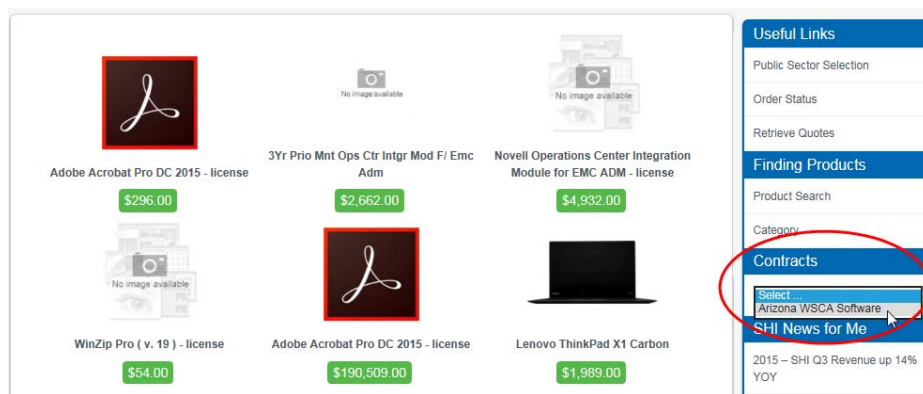 No image available
No image available
Adobe Acrobat Pro DC 2015 - license
3Yr Prio Mnt Ops Ctr Intgr Mod F/ Emc
Adm
Novell Operations Center Integration
Module for EMC ADM - license
$296.00
$2,662.00
$4,932.00
No image available
WinZip Pro ( v. 19 ) - license
Adobe Acrobat Pro DC 2015 - license
Lenovo ThinkPad X1 Carbon
$54.00
$190,509.00
$1,989.00
Useful Links
Public Sector Selection
Order Status
Retrieve Quotes
Finding Products
Product Search
Category
Contracts
Select ...
Arizona WSCA Software
SHI News for Me
2015 – SHI Q3 Revenue up 14%
YOY